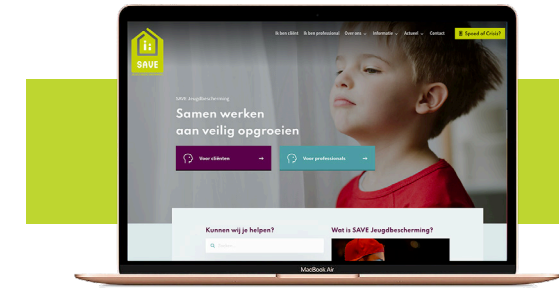 SAVE
Ik ben cliënt Ik ben professional Over ons Informatie Actueel Contact Spoed of Crisis?
SAVE Jeugdbescherming
Samen werken
aan veilig opgroeien
Voor cliënten Voor professionals
Kunnen wij je helpen? Wat is SAVE Jeugdbescherming?
MacBook Air